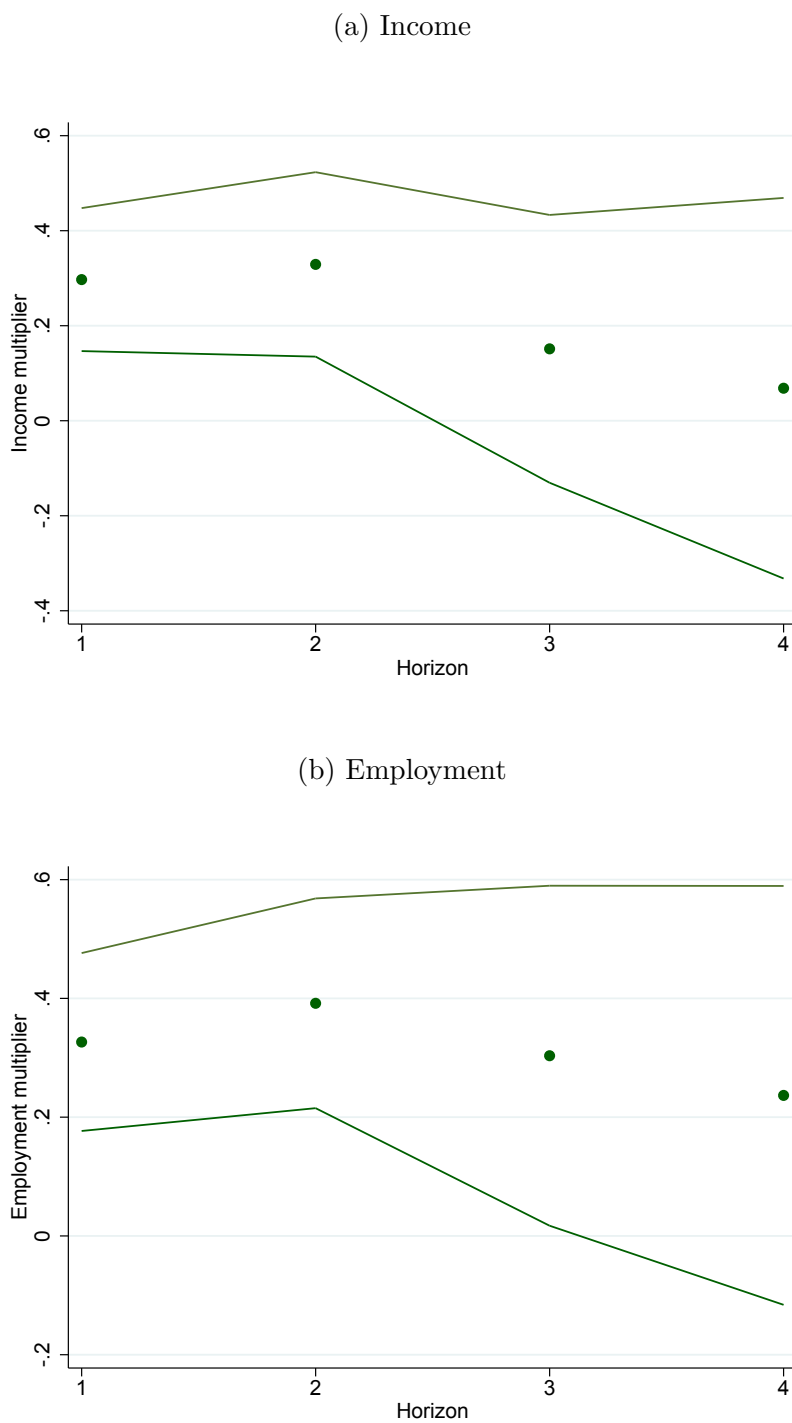 (a) Income
.6
.4
.2
0
-.2
-.4
Income multiplier
1 2 3 4
Horizon
(b) Employment
.6
.4
.2
0
-.2
Employment multiplier
1 2 3 4
Horizon